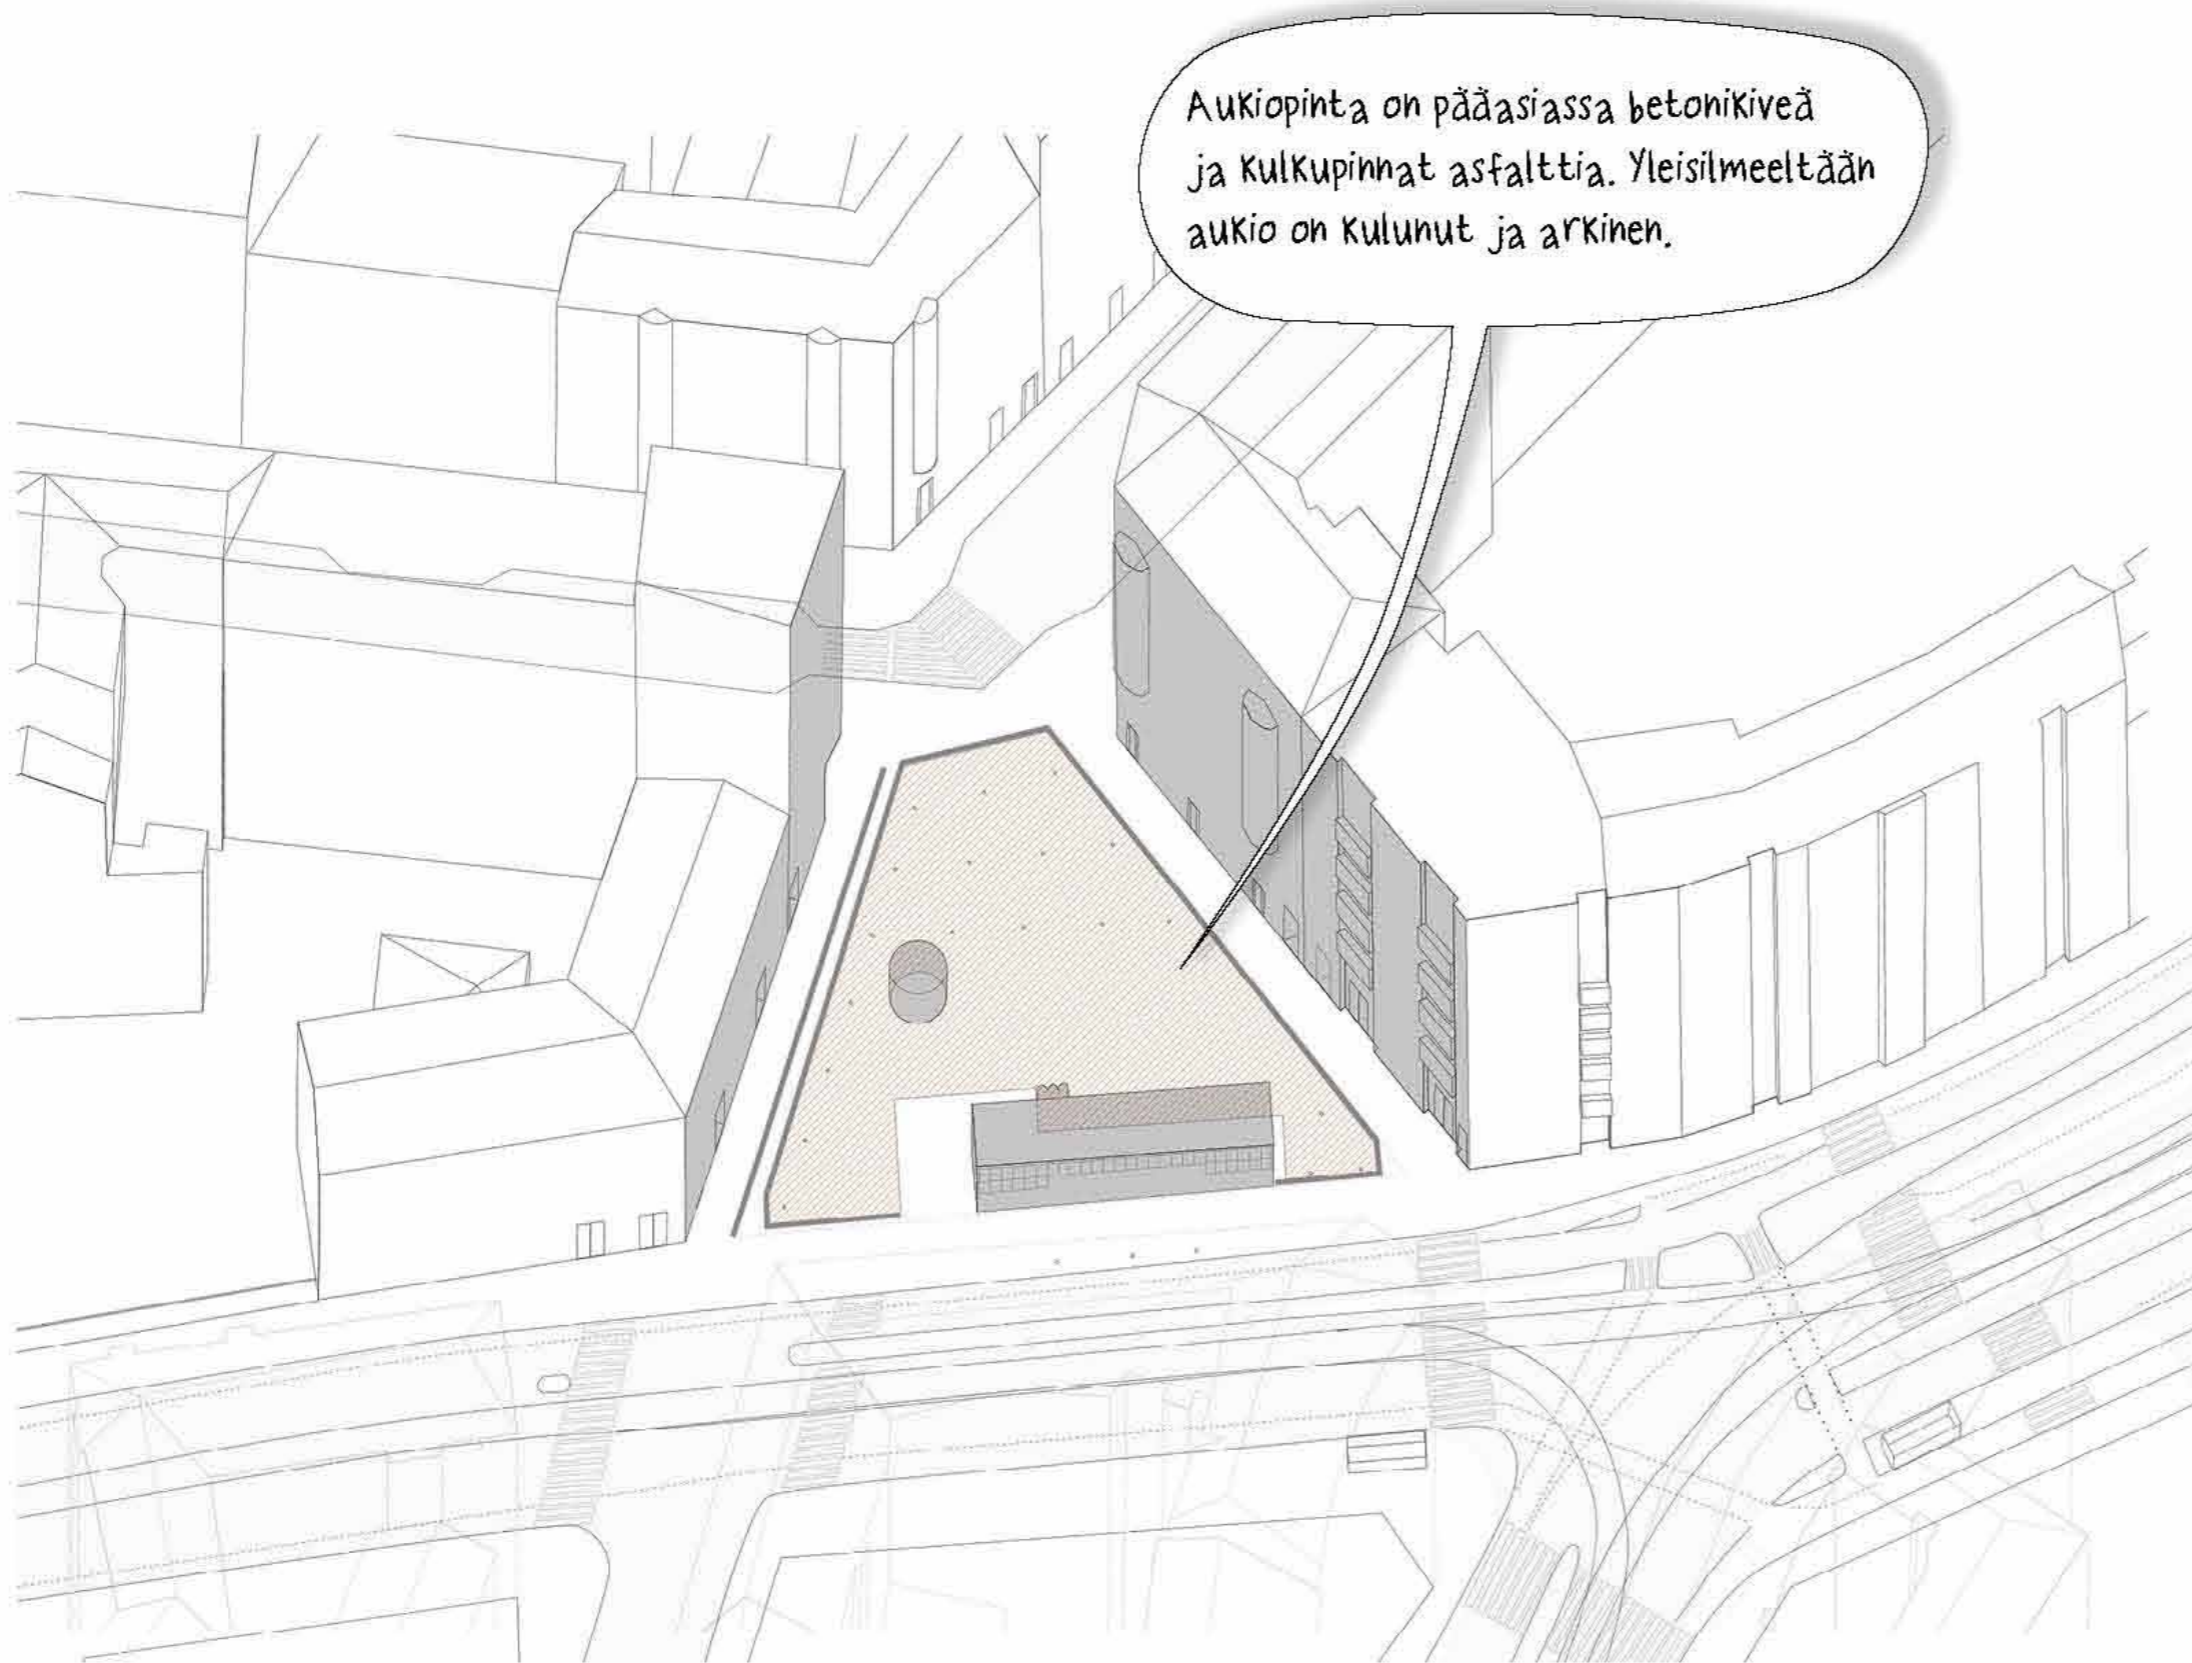 Aukiopinta on pääasiassa betonikiveä
ja kulkupinnat asfalttia. Yleisilmeeltään
aukio on kulunut ja arkinen.